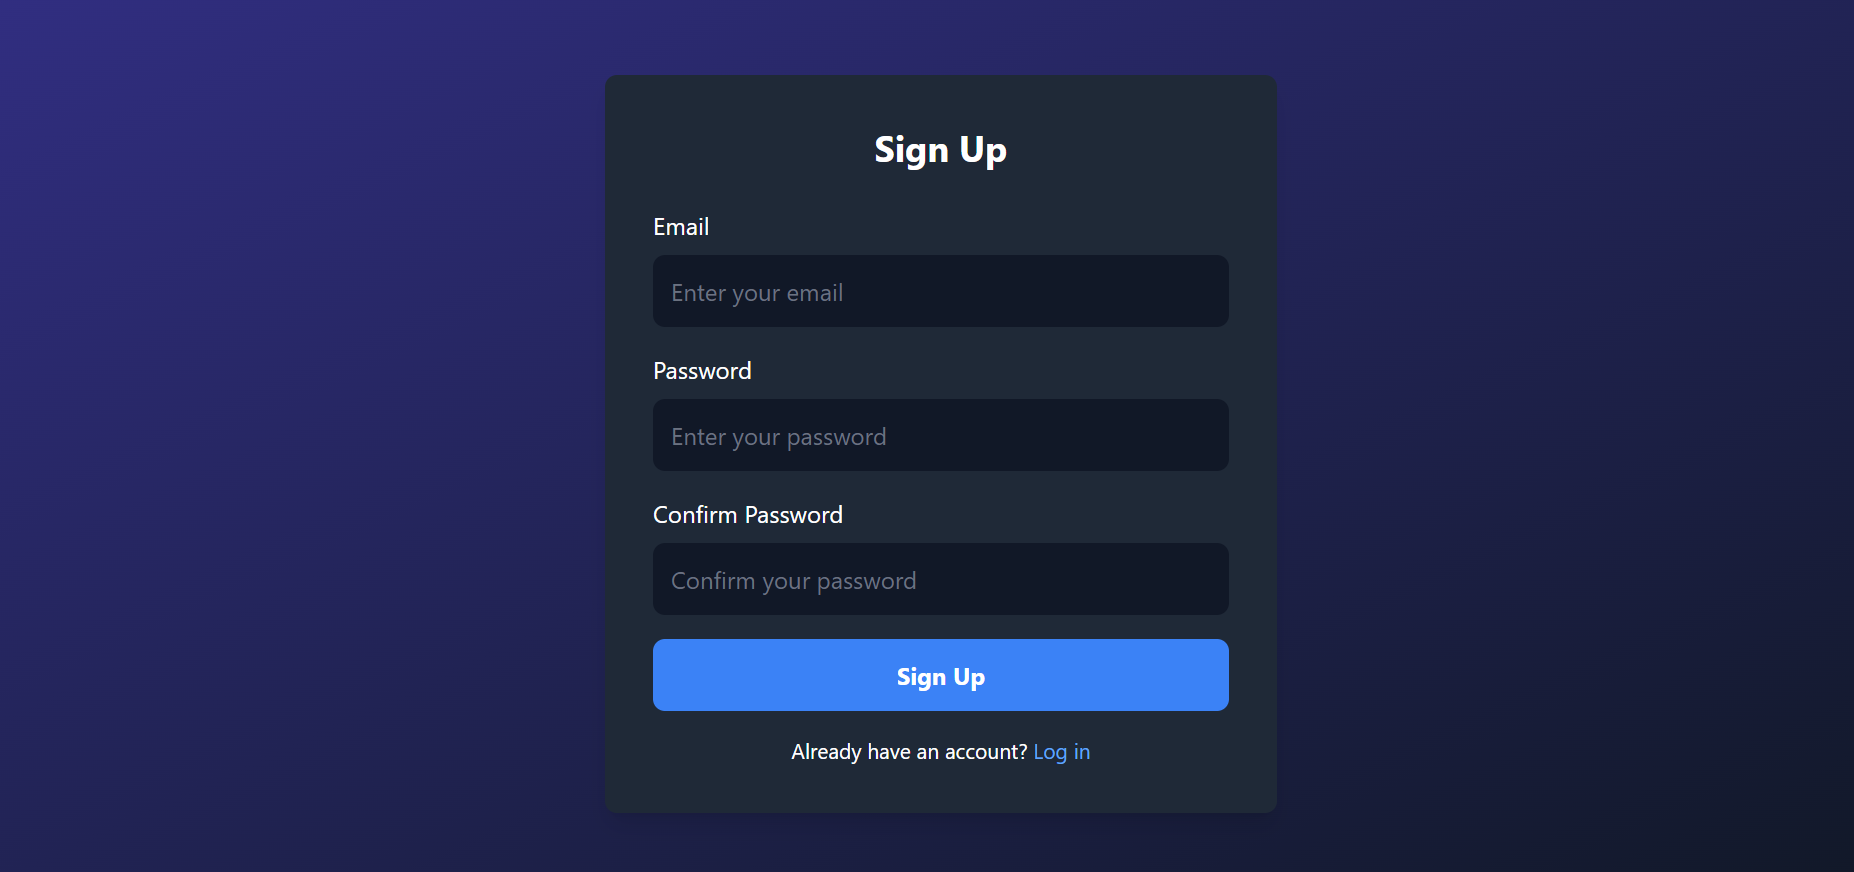 Sign Up
Email
Enter your email
Password
Enter your password
Confirm Password
Confirm your password
Sign Up
Already have an account? Log in